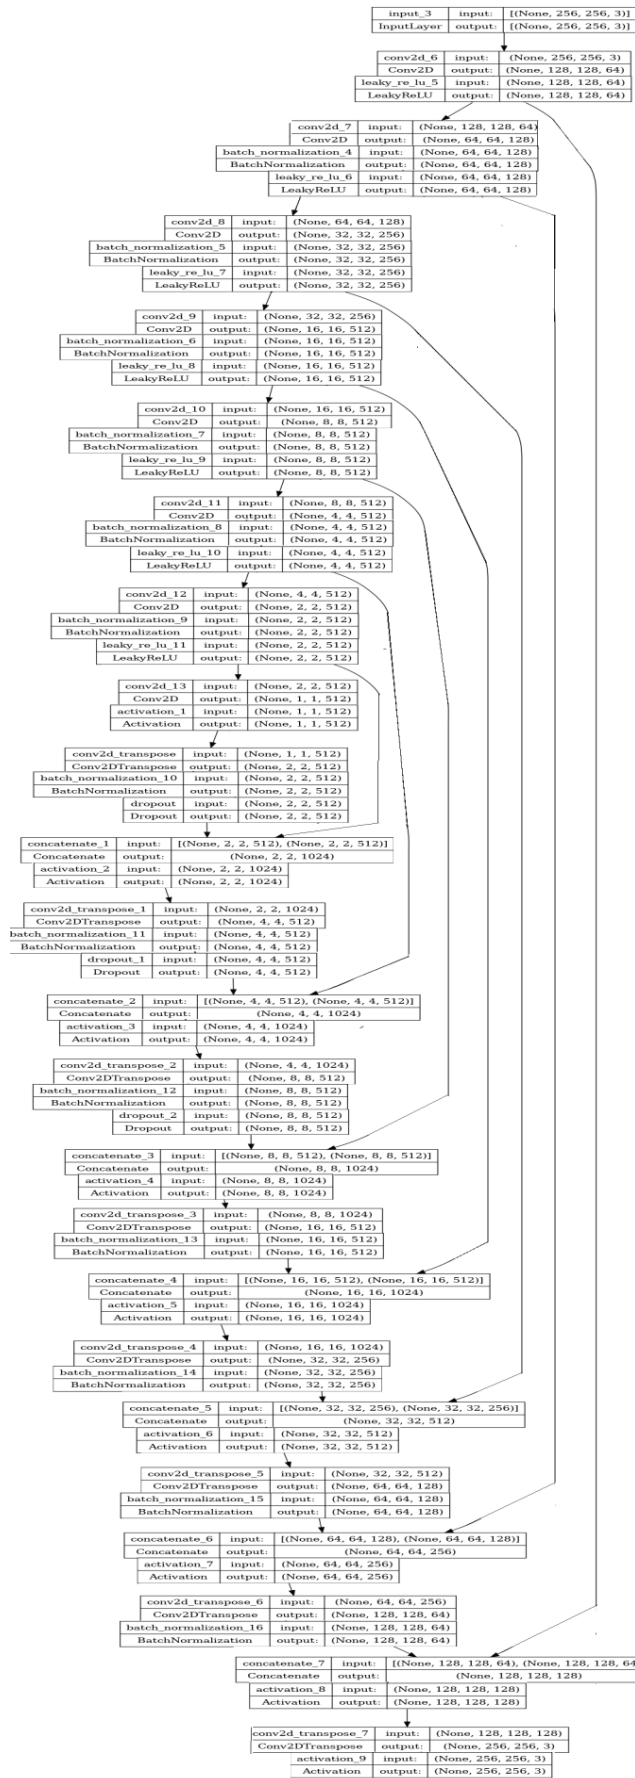 input_3 input: [(None, 256, 256, 3)]
InputLayer output: [(None, 256, 256, 3)]
conv2d_6 input: (None, 256, 256, 3)
Conv2D output: (None, 128, 128, 64)
leaky_re_lu_5 input: (None, 128, 128, 64)
LeakyReLU output: (None, 128, 128, 64)
conv2d_7 input: (None, 128, 128, 64)
Conv2D output: (None, 64, 64, 128)
batch_normalization_4 input: (None, 64, 64, 128)
BatchNormalization output: (None, 64, 64, 128)
leaky_re_lu_6 input: (None, 64, 64, 128)
LeakyReLU output: (None, 64, 64, 128)
conv2d_8 input: (None, 64, 64, 128)
Conv2D output: (None, 32, 32, 256)
batch_normalization_5 input: (None, 32, 32, 256)
BatchNormalization output: (None, 32, 32, 256)
leaky_re_lu_7 input: (None, 32, 32, 256)
LeakyReLU output: (None, 32, 32, 256)
conv2d_9 input: (None, 32, 32, 256)
Conv2D output: (None, 16, 16, 512)
batch_normalization_6 input: (None, 16, 16, 512)
BatchNormalization output: (None, 16, 16, 512)
leaky_re_lu_8 input: (None, 16, 16, 512)
LeakyReLU output: (None, 16, 16, 512)
conv2d_10 input: (None, 16, 16, 512)
Conv2D output: (None, 8, 8, 512)
batch_normalization_7 input: (None, 8, 8, 512)
BatchNormalization output: (None, 8, 8, 512)
leaky_re_lu_9 input: (None, 8, 8, 512)
LeakyReLU output: (None, 8, 8, 512)
conv2d_11 input: (None, 8, 8, 512)
Conv2D output: (None, 4, 4, 512)
batch_normalization_8 input: (None, 4, 4, 512)
BatchNormalization output: (None, 4, 4, 512)
leaky_re_lu_10 input: (None, 4, 4, 512)
LeakyReLU output: (None, 4, 4, 512)
conv2d_12 input: (None, 4, 4, 512)
Conv2D output: (None, 2, 2, 512)
batch_normalization_9 input: (None, 2, 2, 512)
BatchNormalization output: (None, 2, 2, 512)
leaky_re_lu_11 input: (None, 2, 2, 512)
LeakyReLU output: (None, 2, 2, 512)
conv2d_13 input: (None, 2, 2, 512)
Conv2D output: (None, 1, 1, 512)
activation_1 input: (None, 1, 1, 512)
Activation output: (None, 1, 1, 512)
conv2d_transpose input: (None, 1, 1, 512)
Conv2DTranspose output: (None, 2, 2, 512)
batch_normalization_10 input: (None, 2, 2, 512)
BatchNormalization output: (None, 2, 2, 512)
dropout input: (None, 2, 2, 512)
Dropout output: (None, 2, 2, 512)
concatenate_1 input: [(None, 2, 2, 512), (None, 2, 2, 512)]
Concatenate output: (None, 2, 2, 1024)
activation_2 input: (None, 2, 2, 1024)
Activation output: (None, 2, 2, 1024)
conv2d_transpose_1 input: (None, 2, 2, 1024)
Conv2DTranspose output: (None, 4, 4, 512)
batch_normalization_11 input: (None, 4, 4, 512)
BatchNormalization output: (None, 4, 4, 512)
dropout_1 input: (None, 4, 4, 512)
Dropout output: (None, 4, 4, 512)
concatenate_2 input: [(None, 4, 4, 512), (None, 4, 4, 512)]
Concatenate output: (None, 4, 4, 1024)
activation_3 input: (None, 4, 4, 1024)
Activation output: (None, 4, 4, 1024)
conv2d_transpose_2 input: (None, 4, 4, 1024)
Conv2DTranspose output: (None, 8, 8, 512)
batch_normalization_12 input: (None, 8, 8, 512)
BatchNormalization output: (None, 8, 8, 512)
dropout_2 input: (None, 8, 8, 512)
Dropout output: (None, 8, 8, 512)
concatenate_3 input: [(None, 8, 8, 512), (None, 8, 8, 512)]
Concatenate output: (None, 8, 8, 1024)
activation_4 input: (None, 8, 8, 1024)
Activation output: (None, 8, 8, 1024)
conv2d_transpose_3 input: (None, 8, 8, 1024)
Conv2DTranspose output: (None, 16, 16, 512)
batch_normalization_13 input: (None, 16, 16, 512)
BatchNormalization output: (None, 16, 16, 512)
concatenate_4 input: [(None, 16, 16, 512), (None, 16, 16, 512)]
Concatenate output: (None, 16, 16, 1024)
activation_5 input: (None, 16, 16, 1024)
Activation output: (None, 16, 16, 1024)
conv2d_transpose_4 input: (None, 16, 16, 1024)
Conv2DTranspose output: (None, 32, 32, 256)
batch_normalization_14 input: (None, 32, 32, 256)
BatchNormalization output: (None, 32, 32, 256)
concatenate_5 input: [(None, 32, 32, 256), (None, 32, 32, 256)]
Concatenate output: (None, 32, 32, 512)
activation_6 input: (None, 32, 32, 512)
Activation output: (None, 32, 32, 512)
conv2d_transpose_5 input: (None, 32, 32, 512)
Conv2DTranspose output: (None, 64, 64, 128)
batch_normalization_15 input: (None, 64, 64, 128)
BatchNormalization output: (None, 64, 64, 128)
concatenate_6 input: [(None, 64, 64, 128), (None, 64, 64, 128)]
Concatenate output: (None, 64, 64, 256)
activation_7 input: (None, 64, 64, 256)
Activation output: (None, 64, 64, 256)
conv2d_transpose_6 input: (None, 64, 64, 256)
Conv2DTranspose output: (None, 128, 128, 64)
batch_normalization_16 input: (None, 128, 128, 64)
BatchNormalization output: (None, 128, 128, 64)
concatenate_7 input: [(None, 128, 128, 64), (None, 128, 128, 64
Concatenate output: (None, 128, 128, 128)
activation_8 input: (None, 128, 128, 128)
Activation output: (None, 128, 128, 128)
conv2d_transpose_7 input: (None, 128, 128, 128)
Conv2DTranspose output: (None, 256, 256, 3)
activation_9 input: (None, 256, 256, 3)
Activation output: (None, 256, 256, 3)